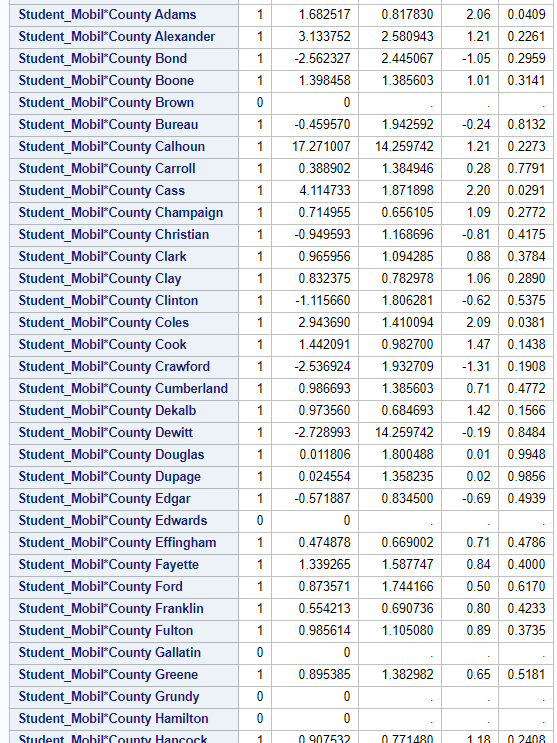 Student_Mobil*County Adams 1 1.682517 0.817830 2.06 0.0409
Student_Mobil*County Alexander 1 3.133752 2.580943 1.21 0.2261
Student_Mobil*County Bond 1 -2.562327 2.445067 -1.05 0.2959
Student_Mobil*County Boone 1 1.398458 1.385603 1.01 0.3141
Student_Mobil*County Brown 0 0 . . .
Student_Mobil*County Bureau 1 -0.459570 1.942592 -0.24 0.8132
Student_Mobil*County Calhoun 1 17.271007 14.259742 1.21 0.2273
Student_Mobil*County Carroll 1 0.388902 1.384946 0.28 0.7791
Student_Mobil*County Cass 1 4.114733 1.871898 2.20 0.0291
Student_Mobil*County Champaign 1 0.714955 0.656105 1.09 0.2772
Student_Mobil*County Christian 1 -0.949593 1.168696 -0.81 0.4175
Student_Mobil*County Clark 1 0.965956 1.094285 0.88 0.3784
Student_Mobil*County Clay 1 0.832375 0.782978 1.06 0.2890
Student_Mobil*County Clinton 1 -1.115660 1.806281 -0.62 0.5375
Student_Mobil*County Coles 1 2.943690 1.410094 2.09 0.0381
Student_Mobil*County Cook 1 1.442091 0.982700 1.47 0.1438
Student_Mobil*County Crawford 1 -2.536924 1.932709 -1.31 0.1908
Student_Mobil*County Cumberland 1 0.986693 1.385603 0.71 0.4772
Student_Mobil*County Dekalb 1 0.973560 0.684693 1.42 0.1566
Student_Mobil*County Dewitt 1 -2.728993 14.259742 -0.19 0.8484
Student_Mobil*County Douglas 1 0.011806 1.800488 0.01 0.9948
Student_Mobil*County Dupage 1 0.024554 1.358235 0.02 0.9856
Student_Mobil*County Edgar 1 -0.571887 0.834500 -0.69 0.4939
Student_Mobil*County Edwards 0 0 . . .
Student_Mobil*County Effingham 1 0.474878 0.669002 0.71 0.4786
Student_Mobil*County Fayette 1 1.339265 1.587747 0.84 0.4000
Student_Mobil*County Ford 1 0.873571 1.744166 0.50 0.6170
Student_Mobil*County Franklin 1 0.554213 0.690736 0.80 0.4233
Student_Mobil*County Fulton 1 0.985614 1.105080 0.89 0.3735
Student_Mobil*County Gallatin 0 0 . . .
Student_Mobil*County Greene 1 0.895385 1.382982 0.65 0.5181
Student_Mobil*County Grundy 0 0 . . .
Student_Mobil*County Hamilton 0 0 . . .
Student_Mobil*County Hancock 1 0.907532 0.771480 1.18 0.2408